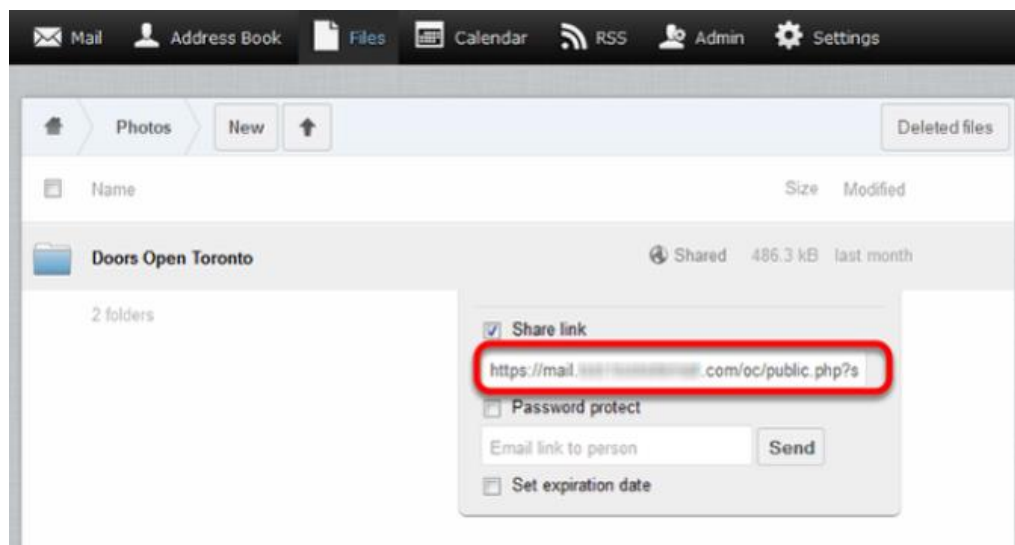 Mail Address Book Files Calendar RSS Admin Settings
Photos New Deleted files
Name Size Modified
Doors Open Toronto Shared 486.3 kB last month
2 folders
Share link
https://mail. .com/oc/public.php?s
Password protect
Email link to person Send
Set expiration date